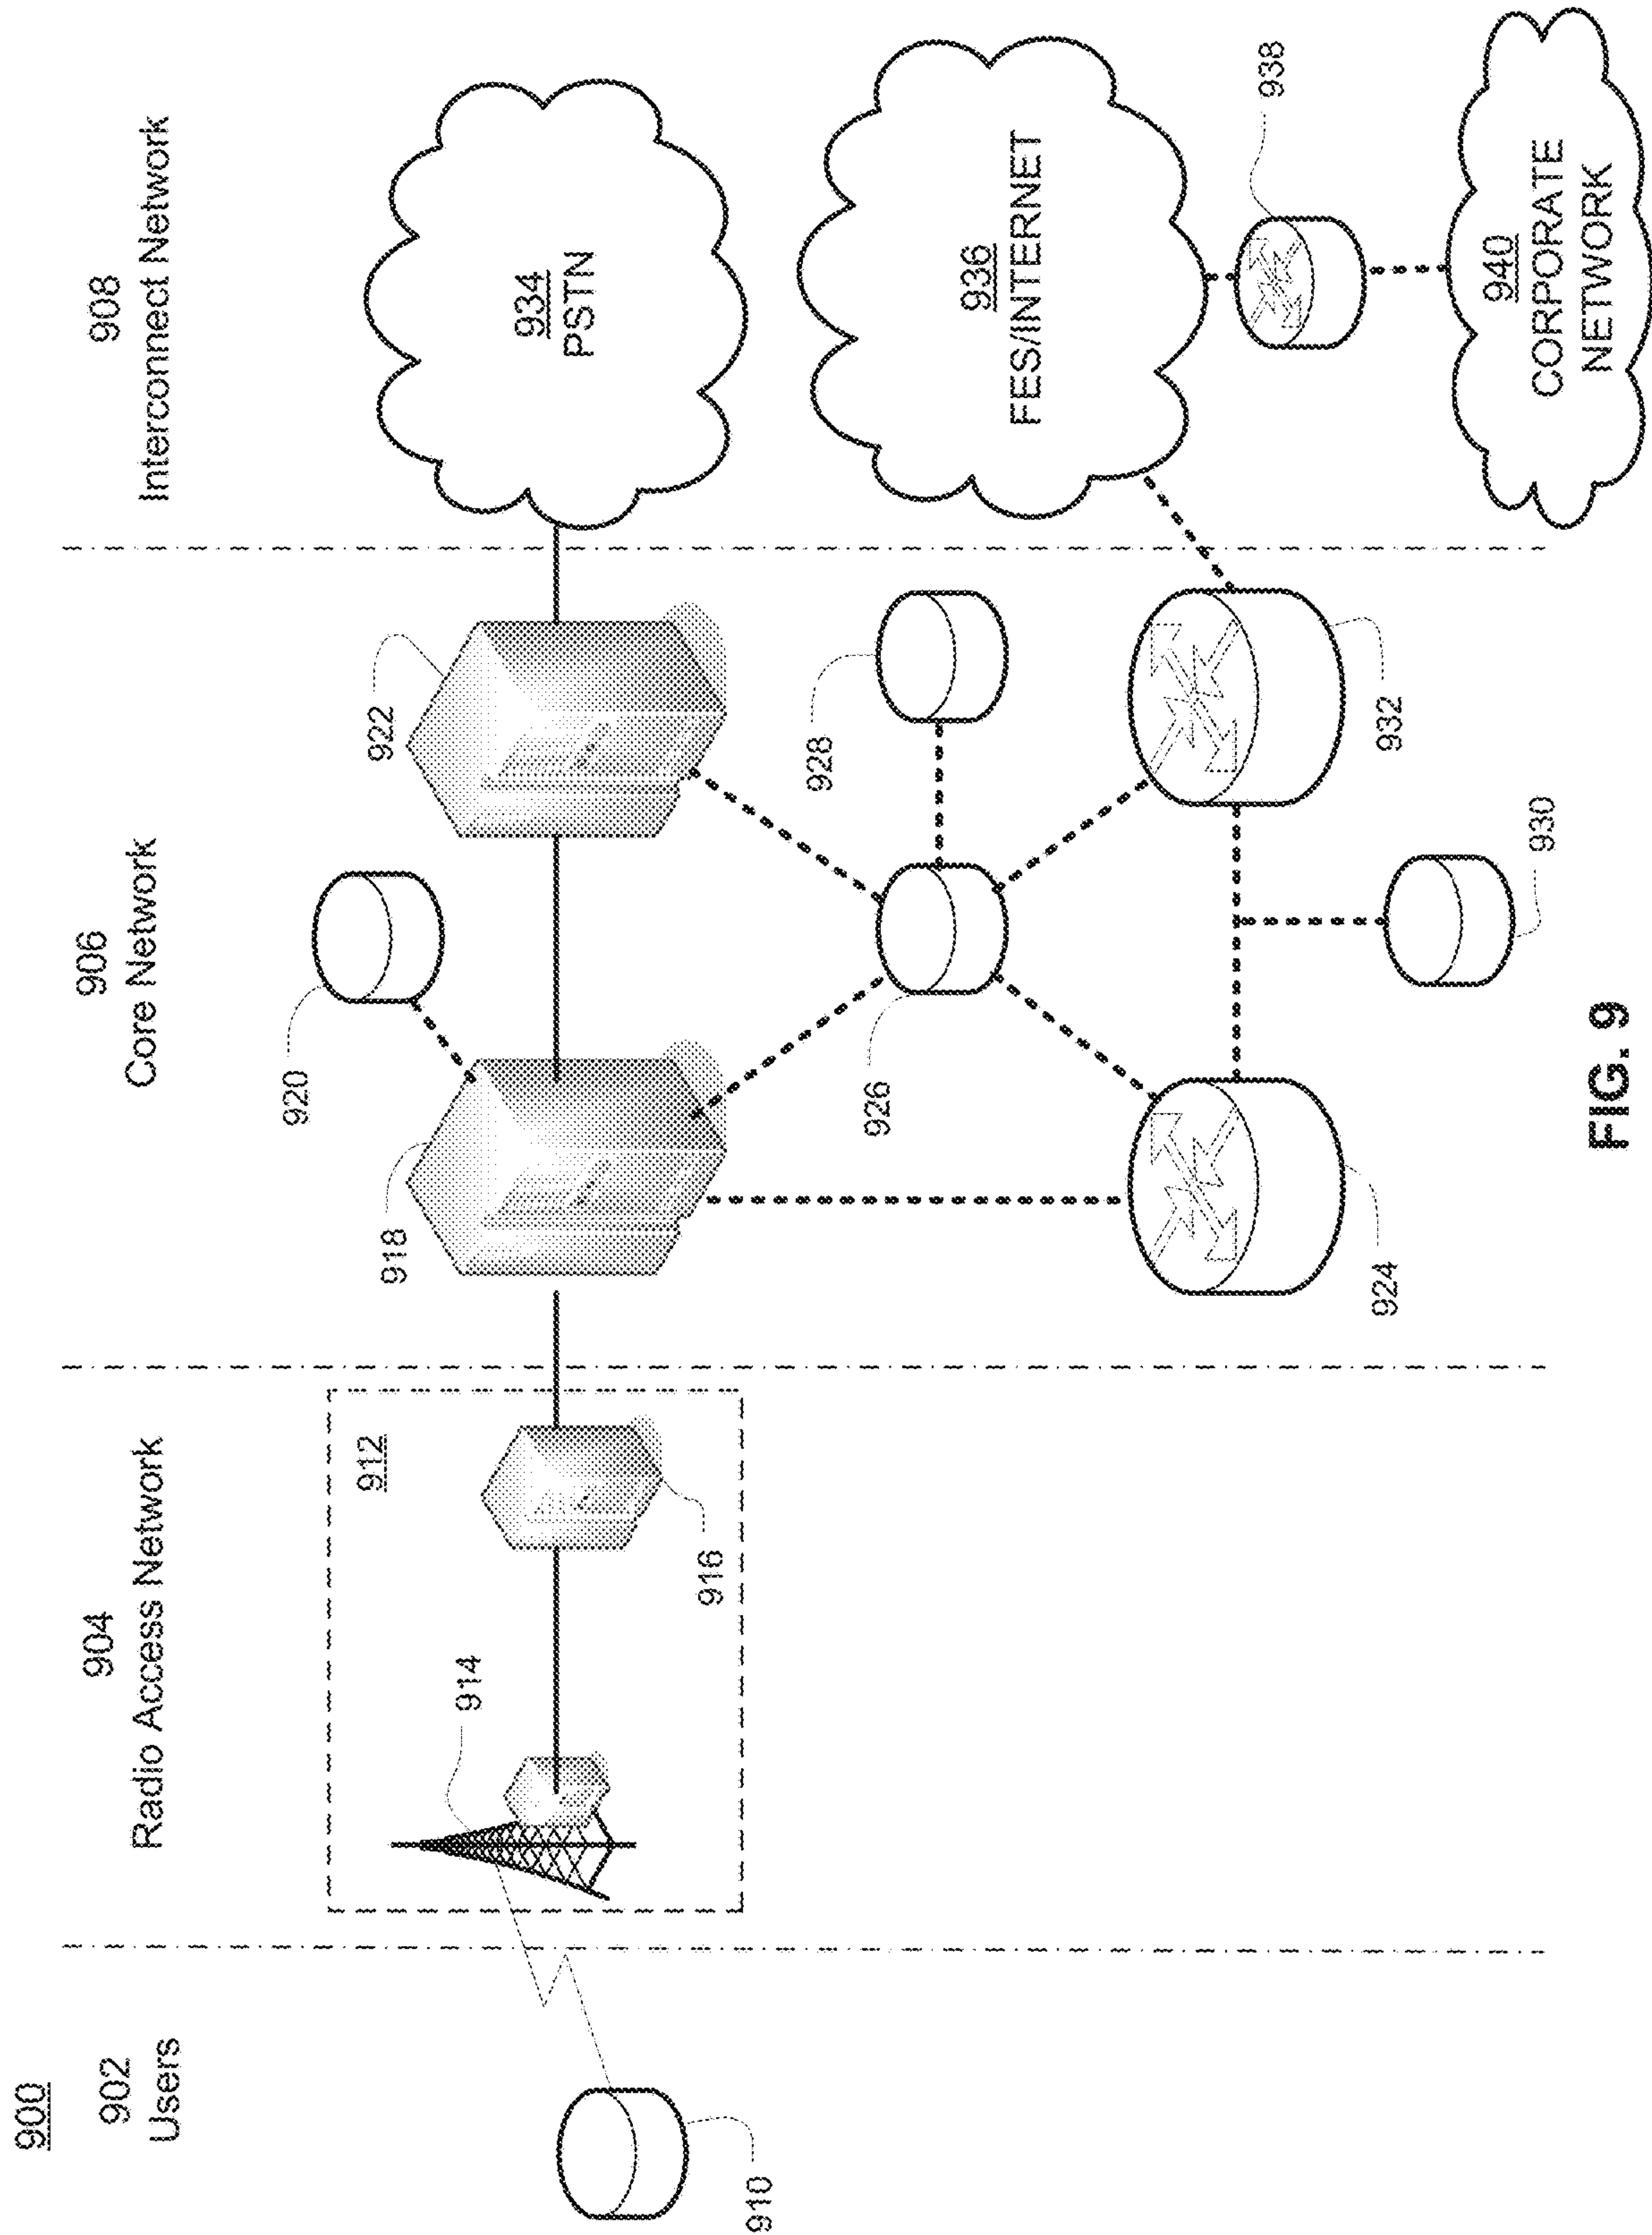 900
902
Users
904
Radio Access Network
906
Core Network
908
Interconnect Network
910
912
914
916
918
920
922
924
926
928
930
932
934
PSTN
936
FES/INTERNET
938
940
CORPORATE
NETWORK
FIG. 9